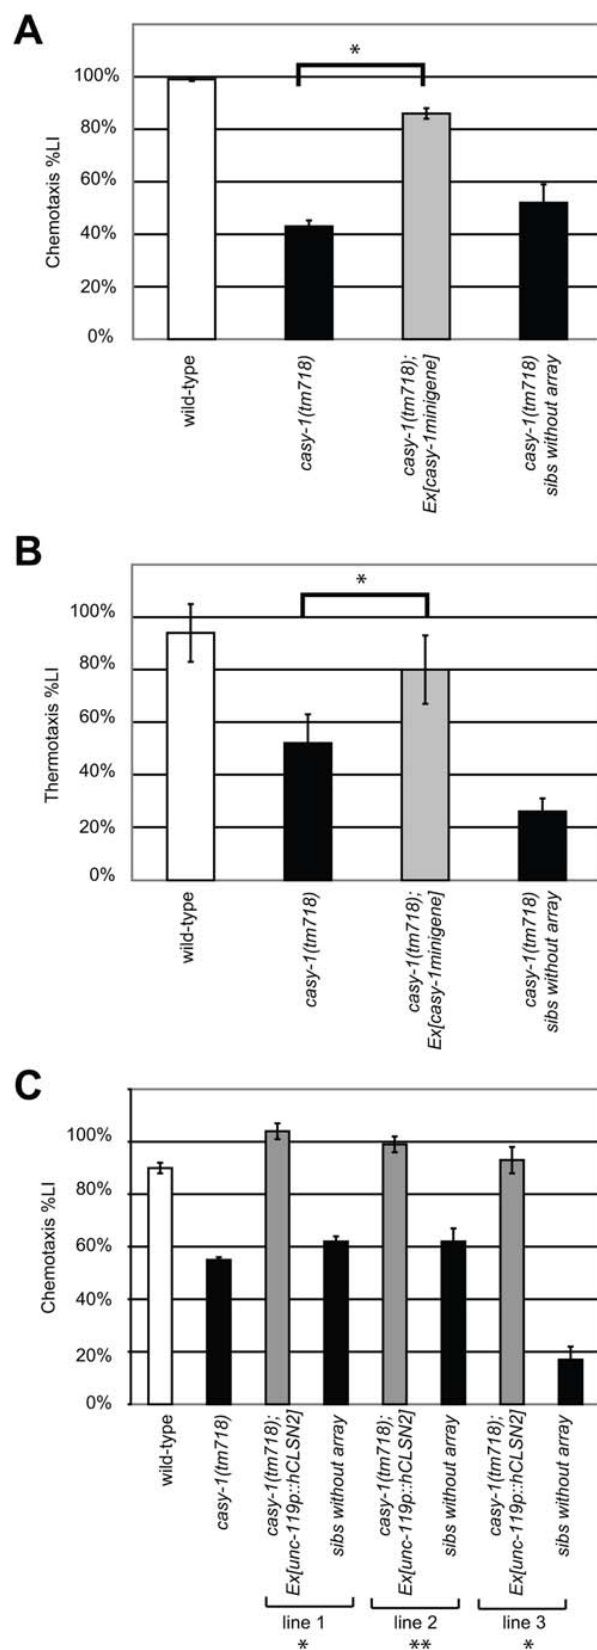 A
Chemotaxis %LI
100%
80%
60%
40%
20%
0%
*
wild-type
casy-1(tm718)
casy-1(tm718);
Ex[casy-1minigene]
casy-1(tm718)
sibs without array
B
Thermotaxis %LI
100%
80%
60%
40%
20%
0%
*
wild-type
casy-1(tm718)
casy-1(tm718);
Ex[casy-1minigene]
casy-1(tm718)
sibs without array
C
Chemotaxis %LI
100%
80%
60%
40%
20%
0%
wild-type
casy-1(tm718)
casy-1(tm718);
Ex[unc-119p::hCLSN2]
sibs without array
casy-1(tm718);
Ex[unc-119p::hCLSN2]
sibs without array
casy-1(tm718);
Ex[unc-119p::hCLSN2]
sibs without array
line 1
*
line 2
**
line 3
*